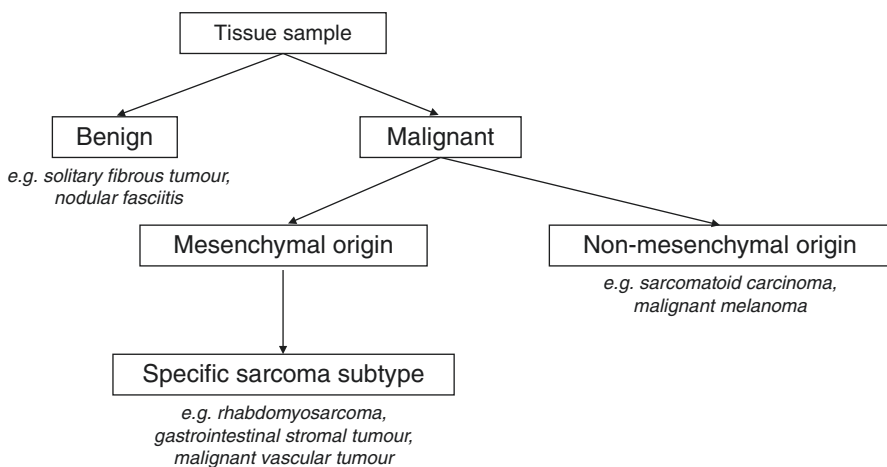 Tissue sample
Benign
e.g. solitary fibrous tumour,
nodular fasciitis
Malignant
Mesenchymal origin
Non-mesenchymal origin
e.g. sarcomatoid carcinoma,
malignant melanoma
Specific sarcoma subtype
e.g. rhabdomyosarcoma,
gastrointestinal stromal tumour,
malignant vascular tumour